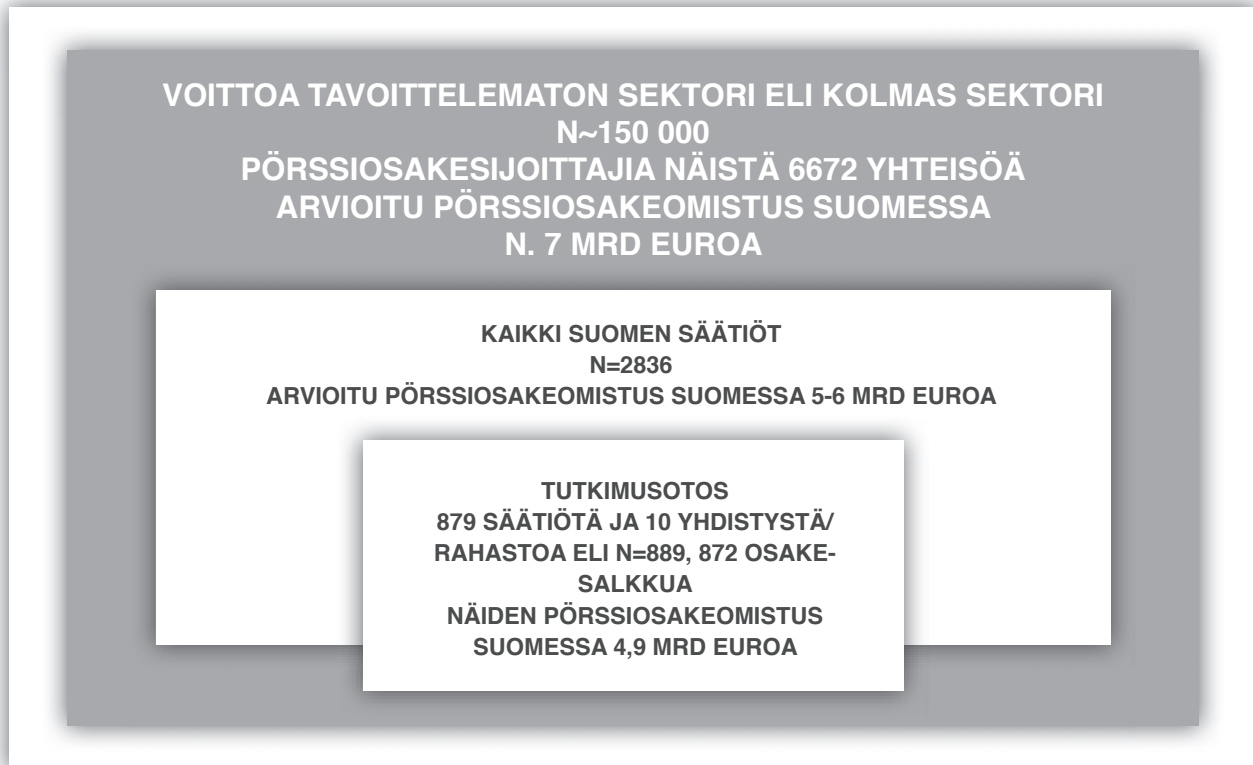 VOITTOA TAVOITTELEMATON SEKTORI ELI KOLMAS SEKTORI
N~150 000
PÖRSSIOSAKESIJOITTAJIA NÄISTÄ 6672 YHTEISÖÄ
ARVIOITU PÖRSSIOSAKEOMISTUS SUOMESSA
N. 7 MRD EUROA
KAIKKI SUOMEN SÄÄTIÖT
N=2836
ARVIOITU PÖRSSIOSAKEOMISTUS SUOMESSA 5-6 MRD EUROA
TUTKIMUSOTOS
879 SÄÄTIÖTÄ JA 10 YHDISTYSTÄ/
RAHASTOA ELI N=889, 872 OSAKE-
SALKKUA
NÄIDEN PÖRSSIOSAKEOMISTUS
SUOMESSA 4,9 MRD EUROA